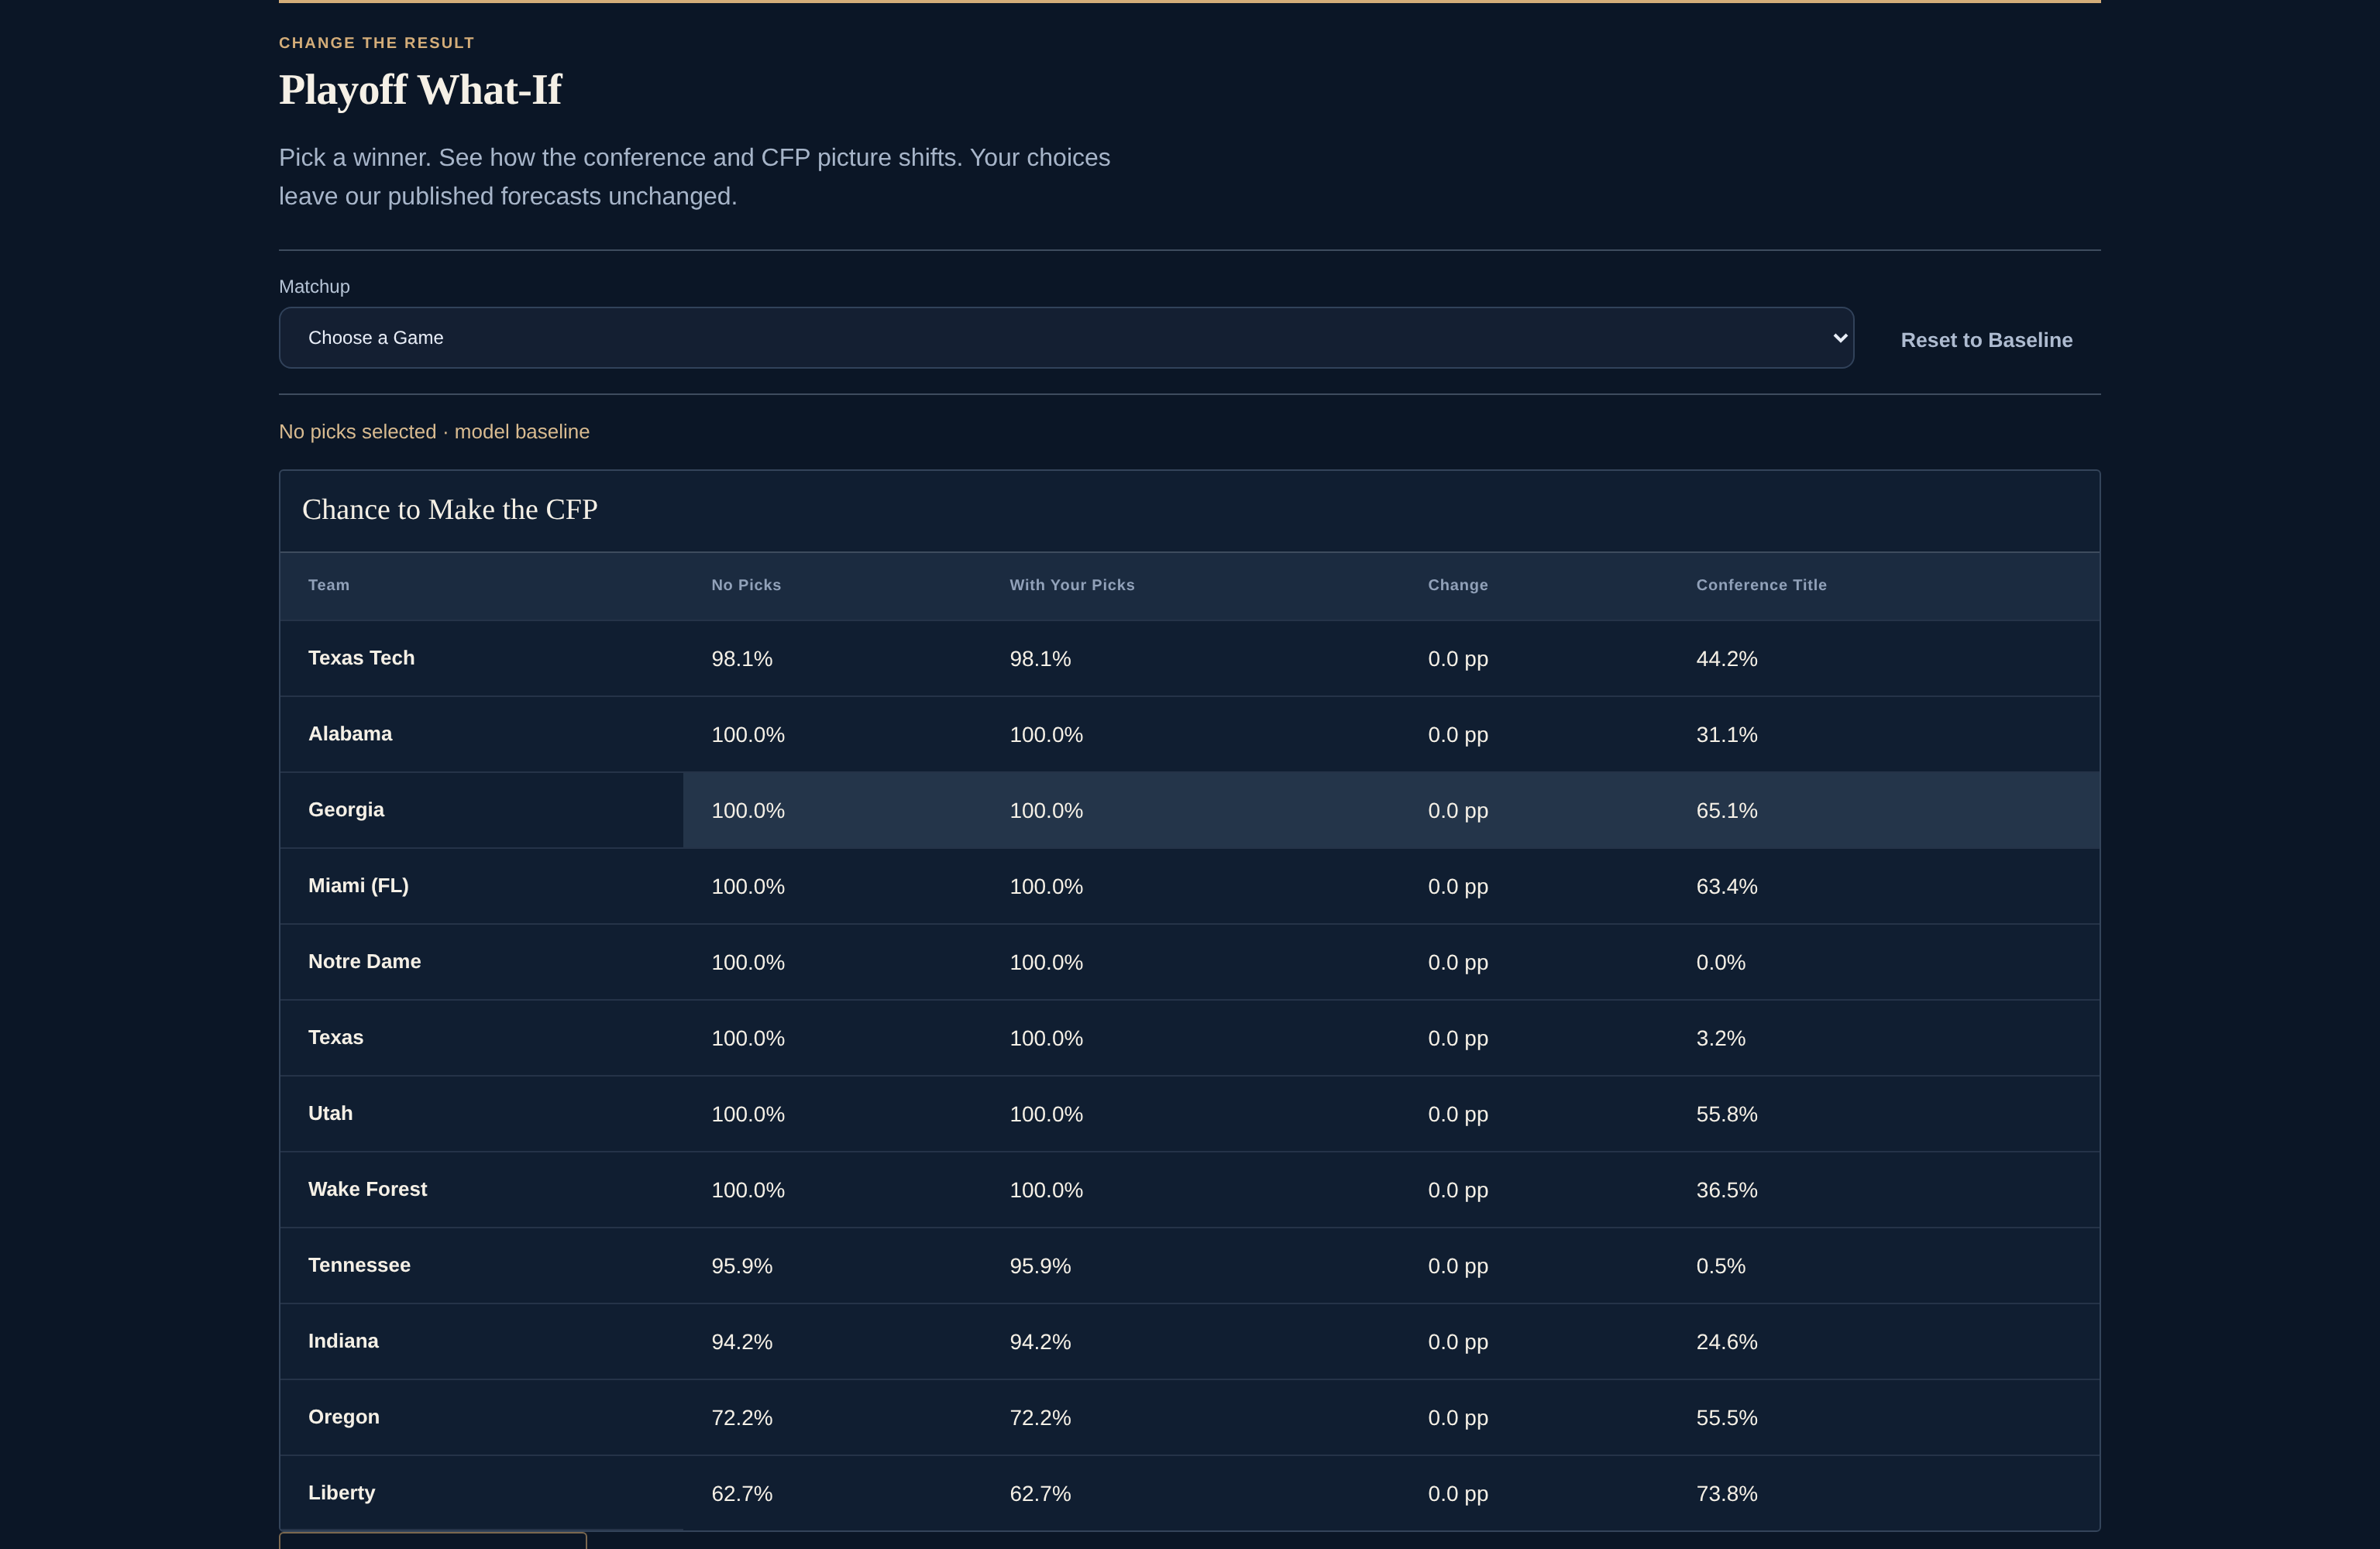 CHANGE THE RESULT
Playoff What-If
Pick a winner. See how the conference and CFP picture shifts. Your choices
leave our published forecasts unchanged.
Matchup
Choose a Game
Reset to Baseline
No picks selected · model baseline
Chance to Make the CFP
Team No Picks With Your Picks Change Conference Title
Texas Tech 98.1% 98.1% 0.0 pp 44.2%
Alabama 100.0% 100.0% 0.0 pp 31.1%
Georgia 100.0% 100.0% 0.0 pp 65.1%
Miami (FL) 100.0% 100.0% 0.0 pp 63.4%
Notre Dame 100.0% 100.0% 0.0 pp 0.0%
Texas 100.0% 100.0% 0.0 pp 3.2%
Utah 100.0% 100.0% 0.0 pp 55.8%
Wake Forest 100.0% 100.0% 0.0 pp 36.5%
Tennessee 95.9% 95.9% 0.0 pp 0.5%
Indiana 94.2% 94.2% 0.0 pp 24.6%
Oregon 72.2% 72.2% 0.0 pp 55.5%
Liberty 62.7% 62.7% 0.0 pp 73.8%